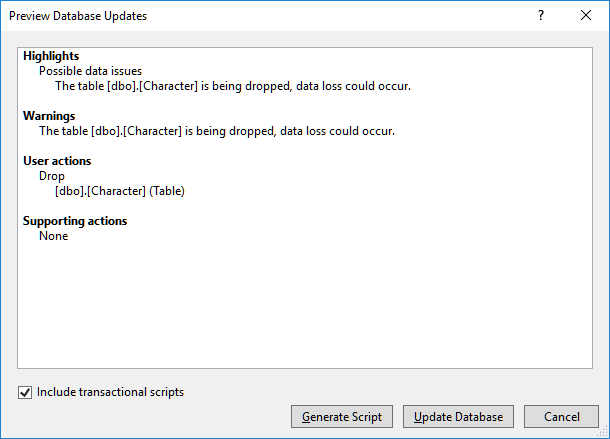 Preview Database Updates
?
Highlights
Possible data issues
The table [dbo].[Character] is being dropped, data loss could occur.
Warnings
The table [dbo].[Character] is being dropped, data loss could occur.
User actions
Drop
[dbo].[Character] (Table)
Supporting actions
None
Include transactional scripts
Generate Script
Update Database
Cancel